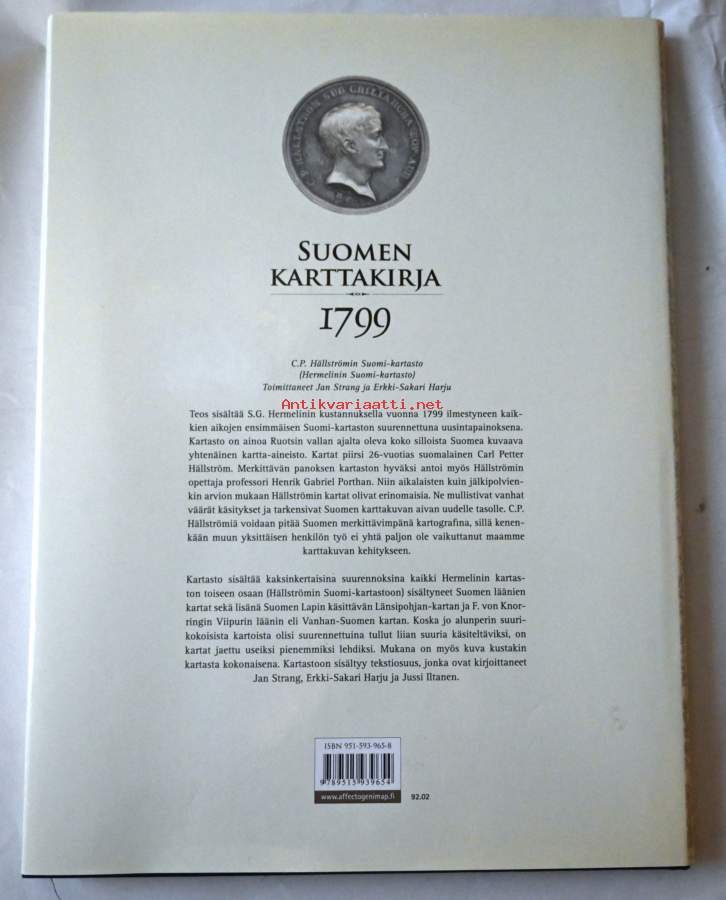 C P HÄLLSTRÖM SUO
SUOMEN
KARTTAKIRJA
1799
C.P. Hällströmin Suomi-kartasto
(Hermelinin Suomi-kartasto)
Toimittaneet Jan Strang ja Erkki-Sakari Harju
Antikvariaatti.net
Teos sisältää S.G. Hermelinin kustannuksella vuonna 1799 ilmestyneen kaik-
kien aikojen ensimmäisen Suomi-kartaston suurennettuna uusintapainoksena.
Kartasto on ainoa Ruotsin vallan ajalta oleva koko silloista Suomea kuvaava
yhtenäinen kartta-aineisto. Kartat piirsi 26-vuotias suomalainen Carl Petter
Hällström. Merkittävän panoksen kartaston hyväksi antoi myös Hällströmin
opettaja professori Henrik Gabriel Porthan. Niin aikalaisten kuin jälkipolvien-
kin arvion mukaan Hällströmin kartat olivat erinomaisia. Ne mullistivat vanhat
väärät käsitykset ja tarkensivat Suomen karttakuvan aivan uudelle tasolle. C.P.
Hällströmiä voidaan pitää Suomen merkittävimpänä kartografina, sillä kenen-
kään muun yksittäisen henkilön työ ei yhtä paljon ole vaikuttanut maamme
karttakuvan kehitykseen.
Kartasto sisältää kaksinkertaisina suurennoksina kaikki Hermelinin kartas-
ton toiseen osaan (Hällströmin Suomi-kartastoon) sisältyneet Suomen läänien
kartat sekä lisänä Suomen Lapin käsittävän Länsipohjan-kartan ja F. von Knor-
ringin Viipurin läänin eli Vanhan-Suomen kartan. Koska jo alunperin suuri-
kokoisista kartoista olisi suurennettuina tullut liian suuria käsiteltäviksi, on
kartat jaettu useiksi pienemmiksi lehdiksi. Mukana on myös kuva kustakin
kartasta kokonaisena. Kartastoon sisältyy tekstiosuus, jonka ovat kirjoittaneet
Jan Strang, Erkki-Sakari Harju ja Jussi Iltanen.
ISBN 951-593-965-8
9 789515 939654
www.affectogenimap.fi
92.02